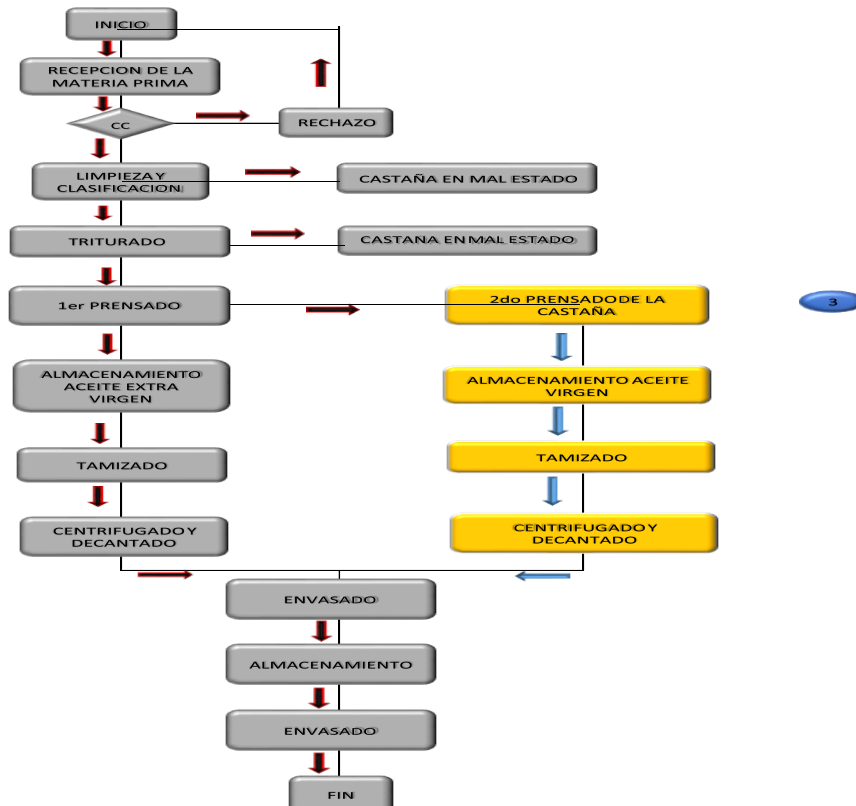 INICIO
RECEPCION DE LA
MATERIA PRIMA
CC
RECHAZO
LIMPIEZA Y
CLASIFICACION
CASTAÑA EN MAL ESTADO
TRITURADO
CASTAÑA EN MAL ESTADO
1er PRENSADO
2do PRENSADO DE LA
CASTAÑA
3
ALMACENAMIENTO
ACEITE EXTRA
VIRGEN
ALMACENAMIENTO ACEITE
VIRGEN
TAMIZADO
TAMIZADO
CENTRIFUGADO Y
DECANTADO
CENTRIFUGADO Y
DECANTADO
ENVASADO
ALMACENAMIENTO
ENVASADO
FIN